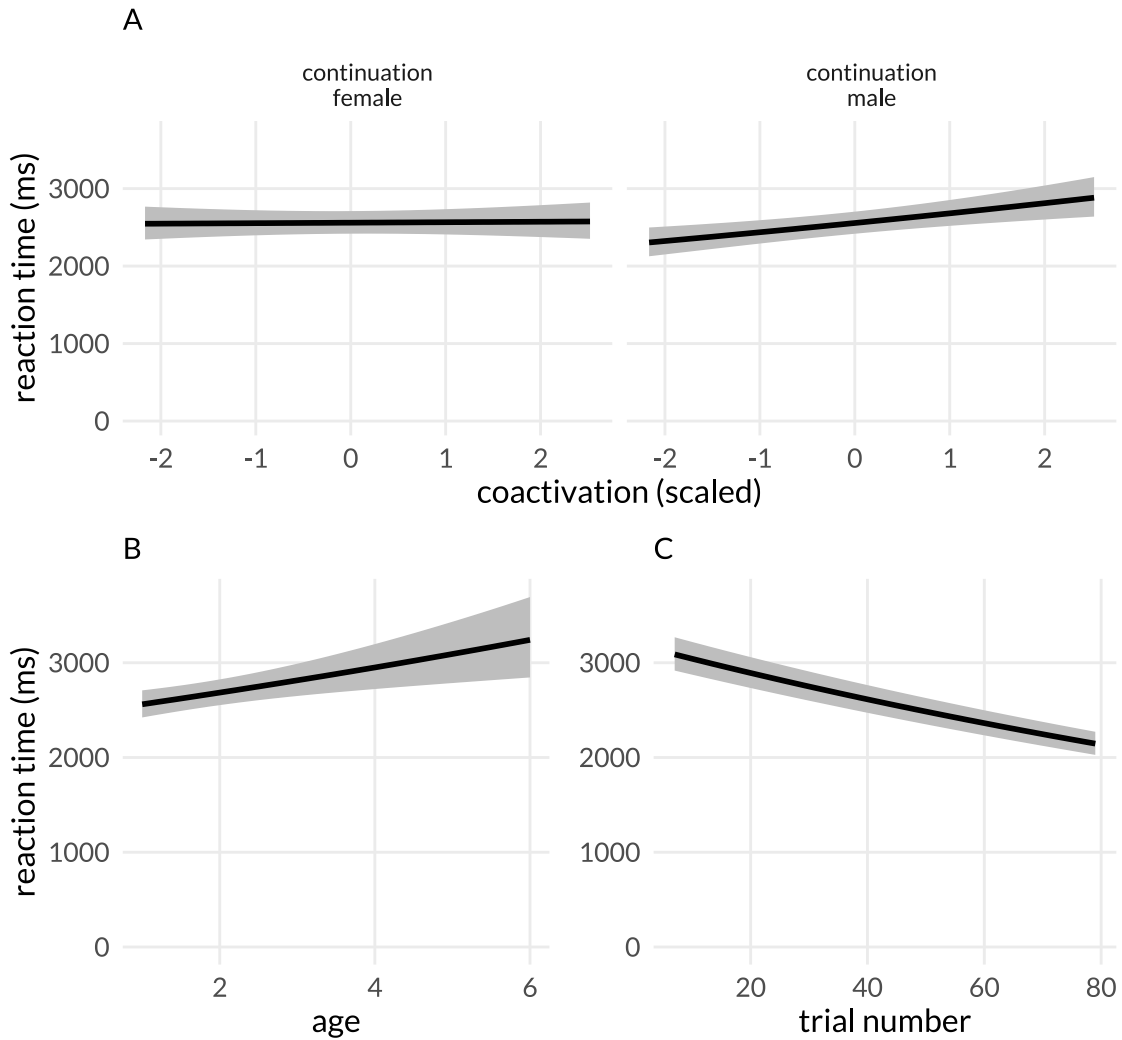 A
continuation
female
continuation
male
reaction time (ms)
3000
2000
1000
0
-2 -1 0 1 2
-2 -1 0 1 2
coactivation (scaled)
B
reaction time (ms)
3000
2000
1000
0
2 4 6
age
C
3000
2000
1000
0
20 40 60 80
trial number